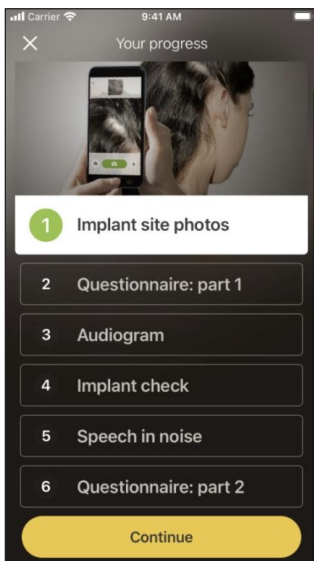 Carrier 9:41 AM
Your progress
1 Implant site photos
2 Questionnaire: part 1
3 Audiogram
4 Implant check
5 Speech in noise
6 Questionnaire: part 2
Continue